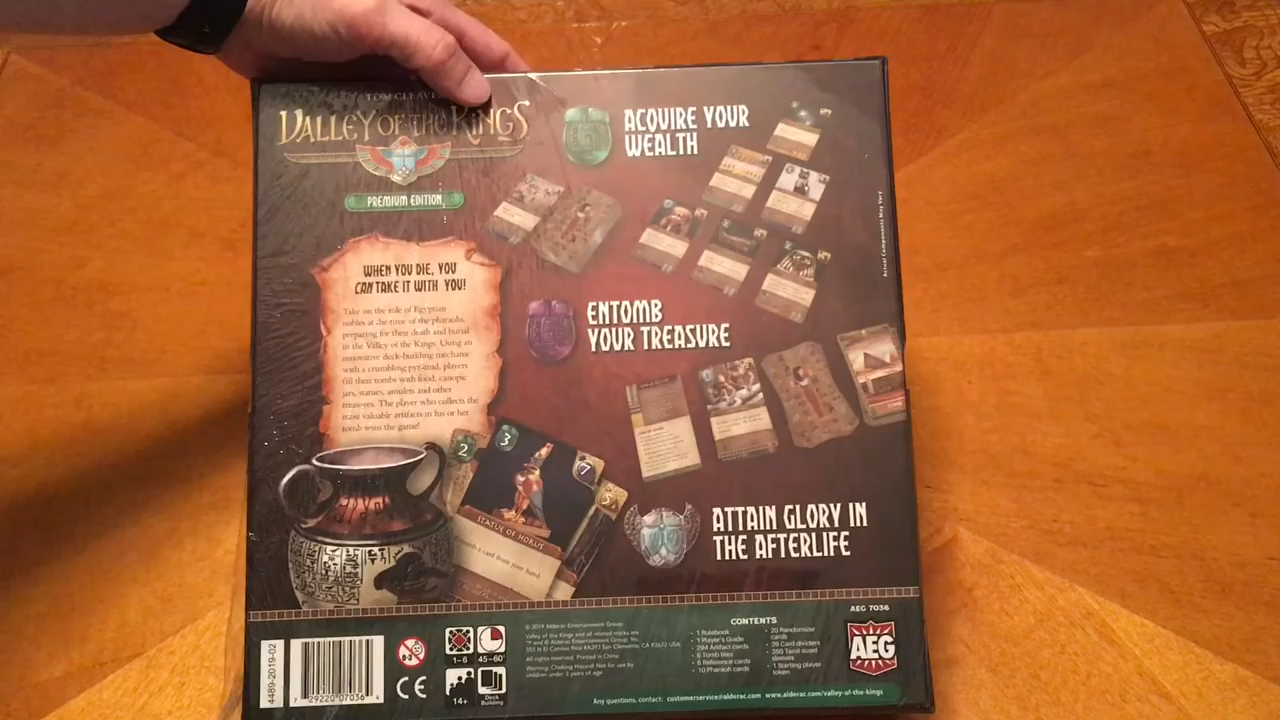 TOM CLEAVER
VALLEY OF THE KINGS
PREMIUM EDITION
ACQUIRE YOUR
WEALTH
WHEN YOU DIE, YOU
CAN TAKE IT WITH YOU!
Take on the role of Egyptian
nobles at the time of the pharaohs,
preparing for their death and burial
in the Valley of the Kings. Using an
innovative deck-building mechanic
with a crumbling pyramid, players
fill their tombs with food, canopic
jars, statues, amulets and other
treasures. The player who collects the
most valuable artifacts in his or her
tomb wins the game!
Actual Components May Vary
ENTOMB
YOUR TREASURE
2
3
7
5
STATUE OF HORUS
a card from your hand.
ATTAIN GLORY IN
THE AFTERLIFE
4489-2019-02
7 29220 07036 4
1-6
45-60'
14+
Deck
Building
CE
© 2019 Alderac Entertainment Group.
Valley of the Kings and all related marks are
™ and © Alderac Entertainment Group, Inc.
555 N El Camino Real #A393 San Clemente, CA 92672 USA.
All rights reserved. Printed in China.
Warning: Choking Hazard! Not for use by
children under 3 years of age.
CONTENTS
• 1 Rulebook
• 1 Player's Guide
• 294 Artifact cards
• 6 Tomb tiles
• 6 Reference cards
• 10 Pharaoh cards
• 20 Randomizer
cards
• 39 Card dividers
• 350 Tarot sized
sleeves
• 1 Starting player
token
AEG 7036
AEG
Any questions, contact: customerservice@alderac.com www.alderac.com/valley-of-the-kings